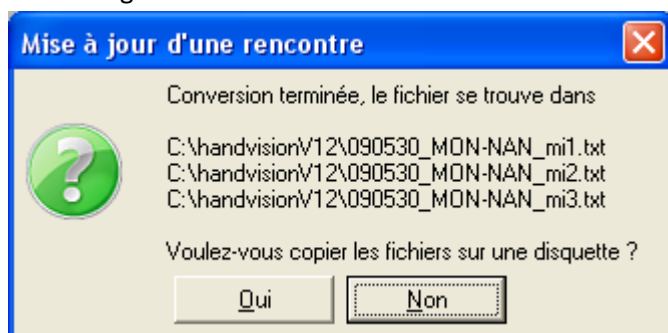 Mise à jour d'une rencontre
Conversion terminée, le fichier se trouve dans
C:\handvisionV12\090530_MON-NAN_mi1.txt
C:\handvisionV12\090530_MON-NAN_mi2.txt
C:\handvisionV12\090530_MON-NAN_mi3.txt
Voulez-vous copier les fichiers sur une disquette ?
Oui Non